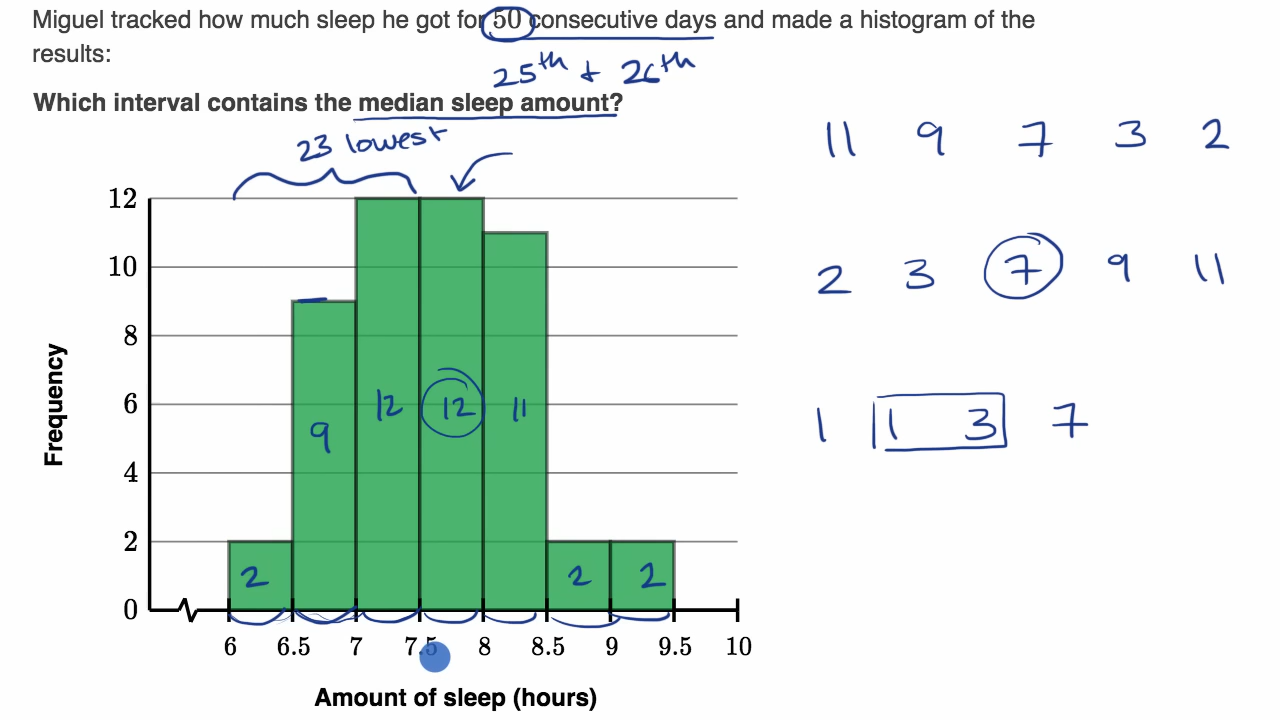 Miguel tracked how much sleep he got for 50 consecutive days and made a histogram of the
results:
25th + 26th
Which interval contains the median sleep amount?
23 lowest
11 9 7 3 2
2 3 7 9 11
1 1 3 7
12
10
8
6
4
2
0
Frequency
2 9 12 12 11 2 2
6 6.5 7 7.5 8 8.5 9 9.5 10
Amount of sleep (hours)